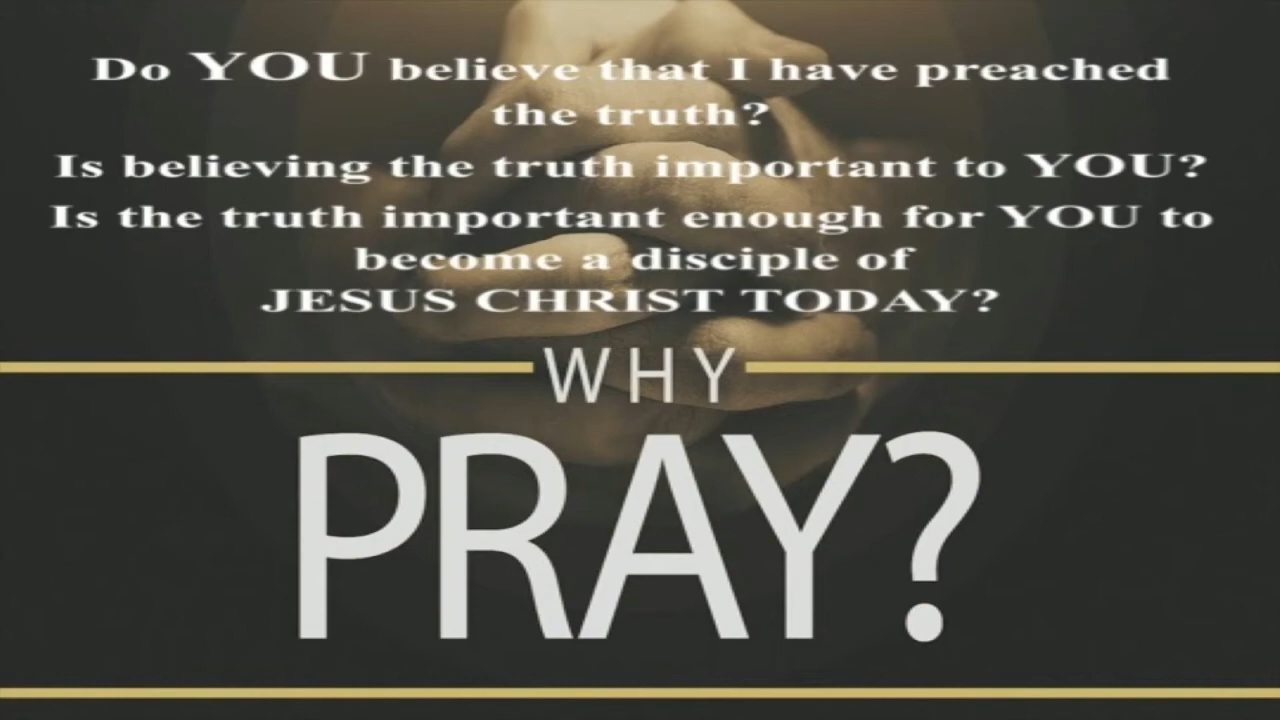 Do YOU believe that I have preached
the truth?
Is believing the truth important to YOU?
Is the truth important enough for YOU to
become a disciple of
JESUS CHRIST TODAY?
WHY
PRAY?